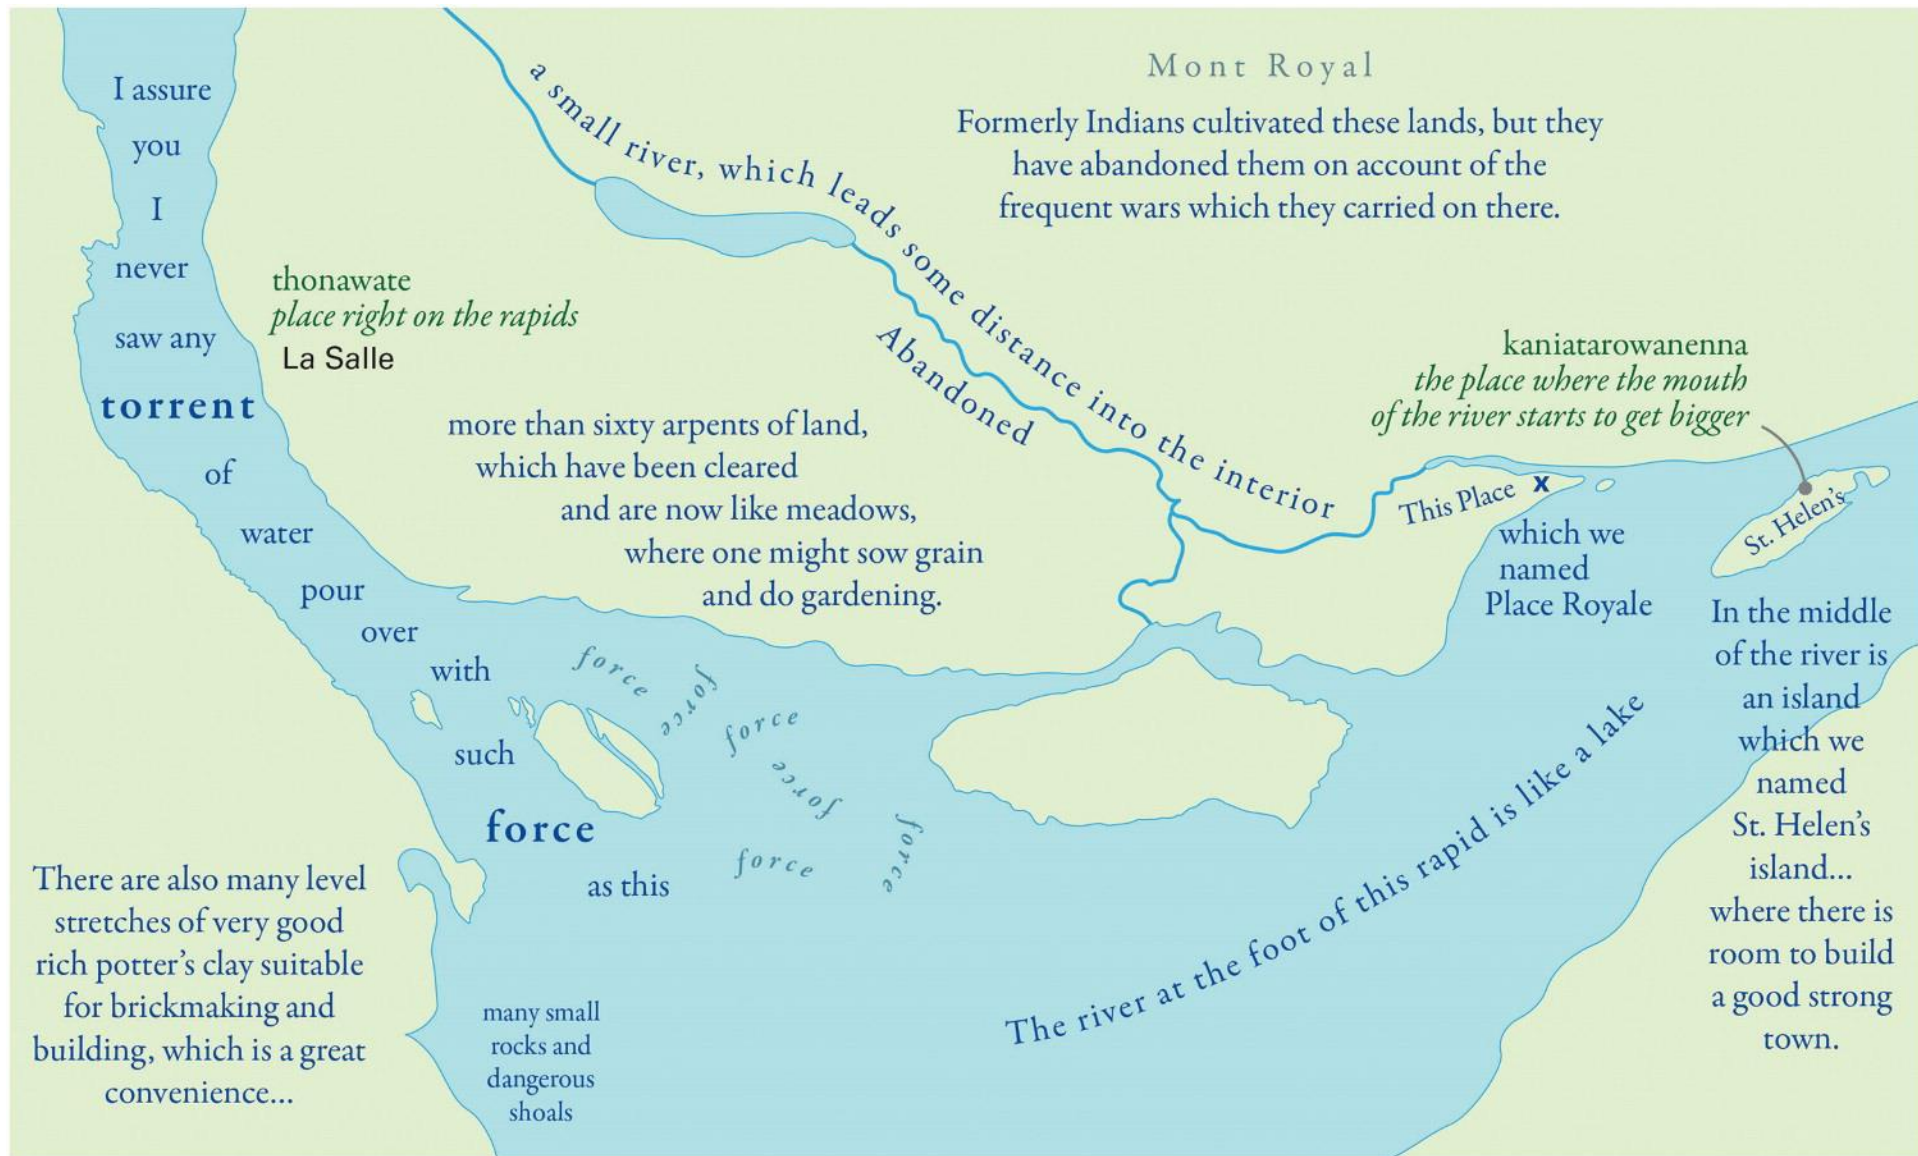 I assure
you
I
never
saw any
torrent
of
water
pour
over
with
such
force
as this
force
force
force
force
force
force
many small
rocks and
dangerous
shoals
There are also many level
stretches of very good
rich potter's clay suitable
for brickmaking and
building, which is a great
convenience...
thonawate
place right on the rapids
La Salle
a small river, which leads some distance into the interior
Abandoned
Mont Royal
Formerly Indians cultivated these lands, but they
have abandoned them on account of the
frequent wars which they carried on there.
more than sixty arpents of land,
which have been cleared
and are now like meadows,
where one might sow grain
and do gardening.
kaniatarowanenna
the place where the mouth
of the river starts to get bigger
This Place x
which we
named
Place Royale
St. Helen's
In the middle
of the river is
an island
which we
named
St. Helen's
island...
where there is
room to build
a good strong
town.
The river at the foot of this rapid is like a lake